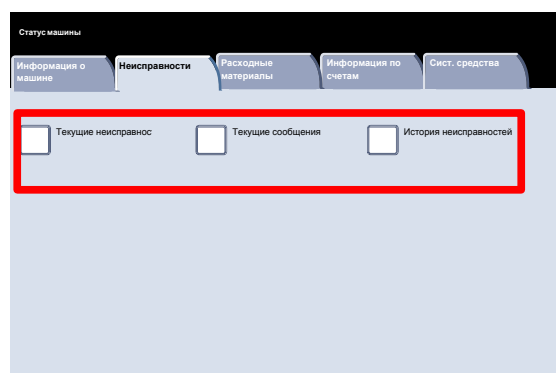 Статус машины
Информация о
машине
Неисправности
Расходные
материалы
Информация по
счетам
Сист. средства
Текущие неисправнос
Текущие сообщения
История неисправностей